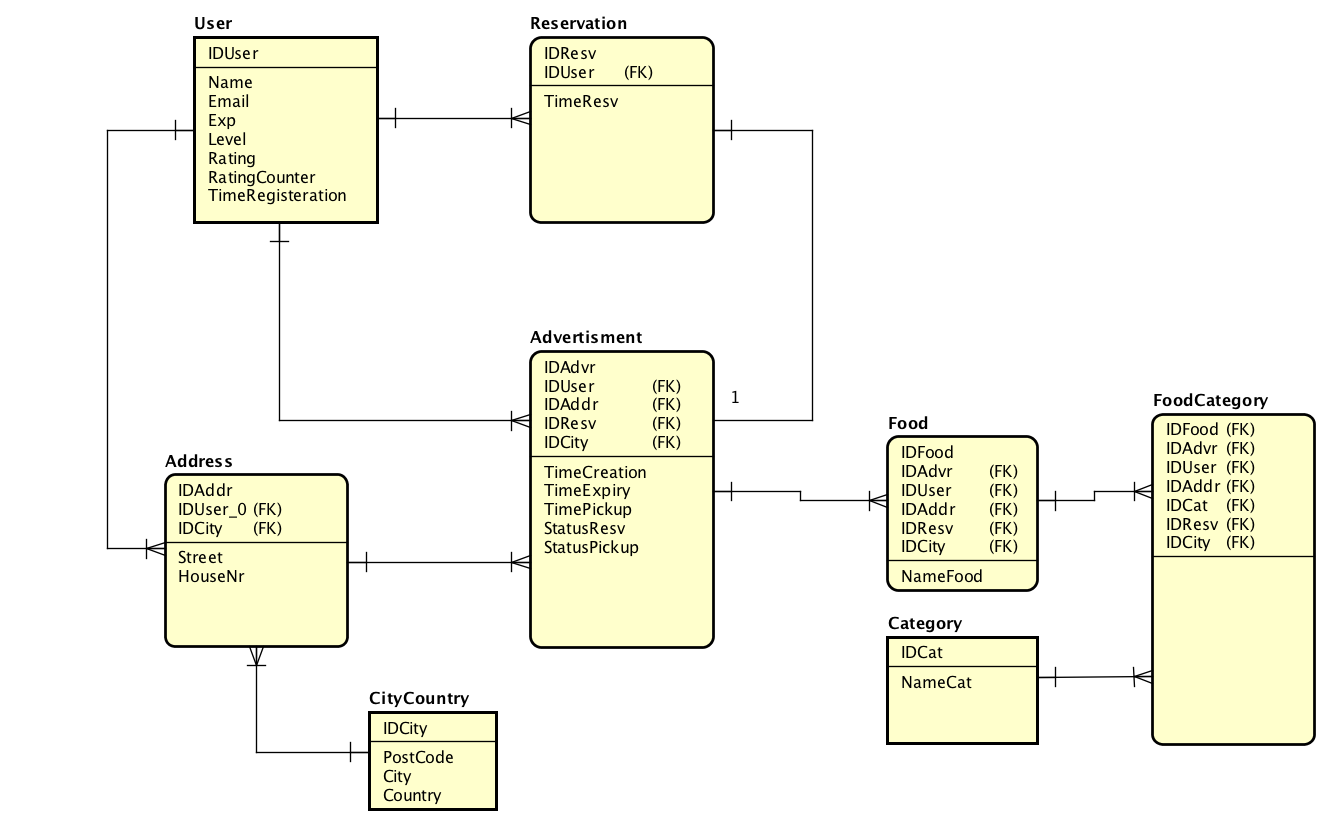 User
IDUser
Name
Email
Exp
Level
Rating
RatingCounter
TimeRegisteration
Reservation
IDResv
IDUser (FK)
TimeResv
Advertisment
IDAdvr
IDUser (FK)
IDAddr (FK)
IDResv (FK)
IDCity (FK)
TimeCreation
TimeExpiry
TimePickup
StatusResv
StatusPickup
1
Address
IDAddr
IDUser_0 (FK)
IDCity (FK)
Street
HouseNr
CityCountry
IDCity
PostCode
City
Country
Food
IDFood
IDAdvr (FK)
IDUser (FK)
IDAddr (FK)
IDResv (FK)
IDCity (FK)
NameFood
Category
IDCat
NameCat
FoodCategory
IDFood (FK)
IDAdvr (FK)
IDUser (FK)
IDAddr (FK)
IDCat (FK)
IDResv (FK)
IDCity (FK)